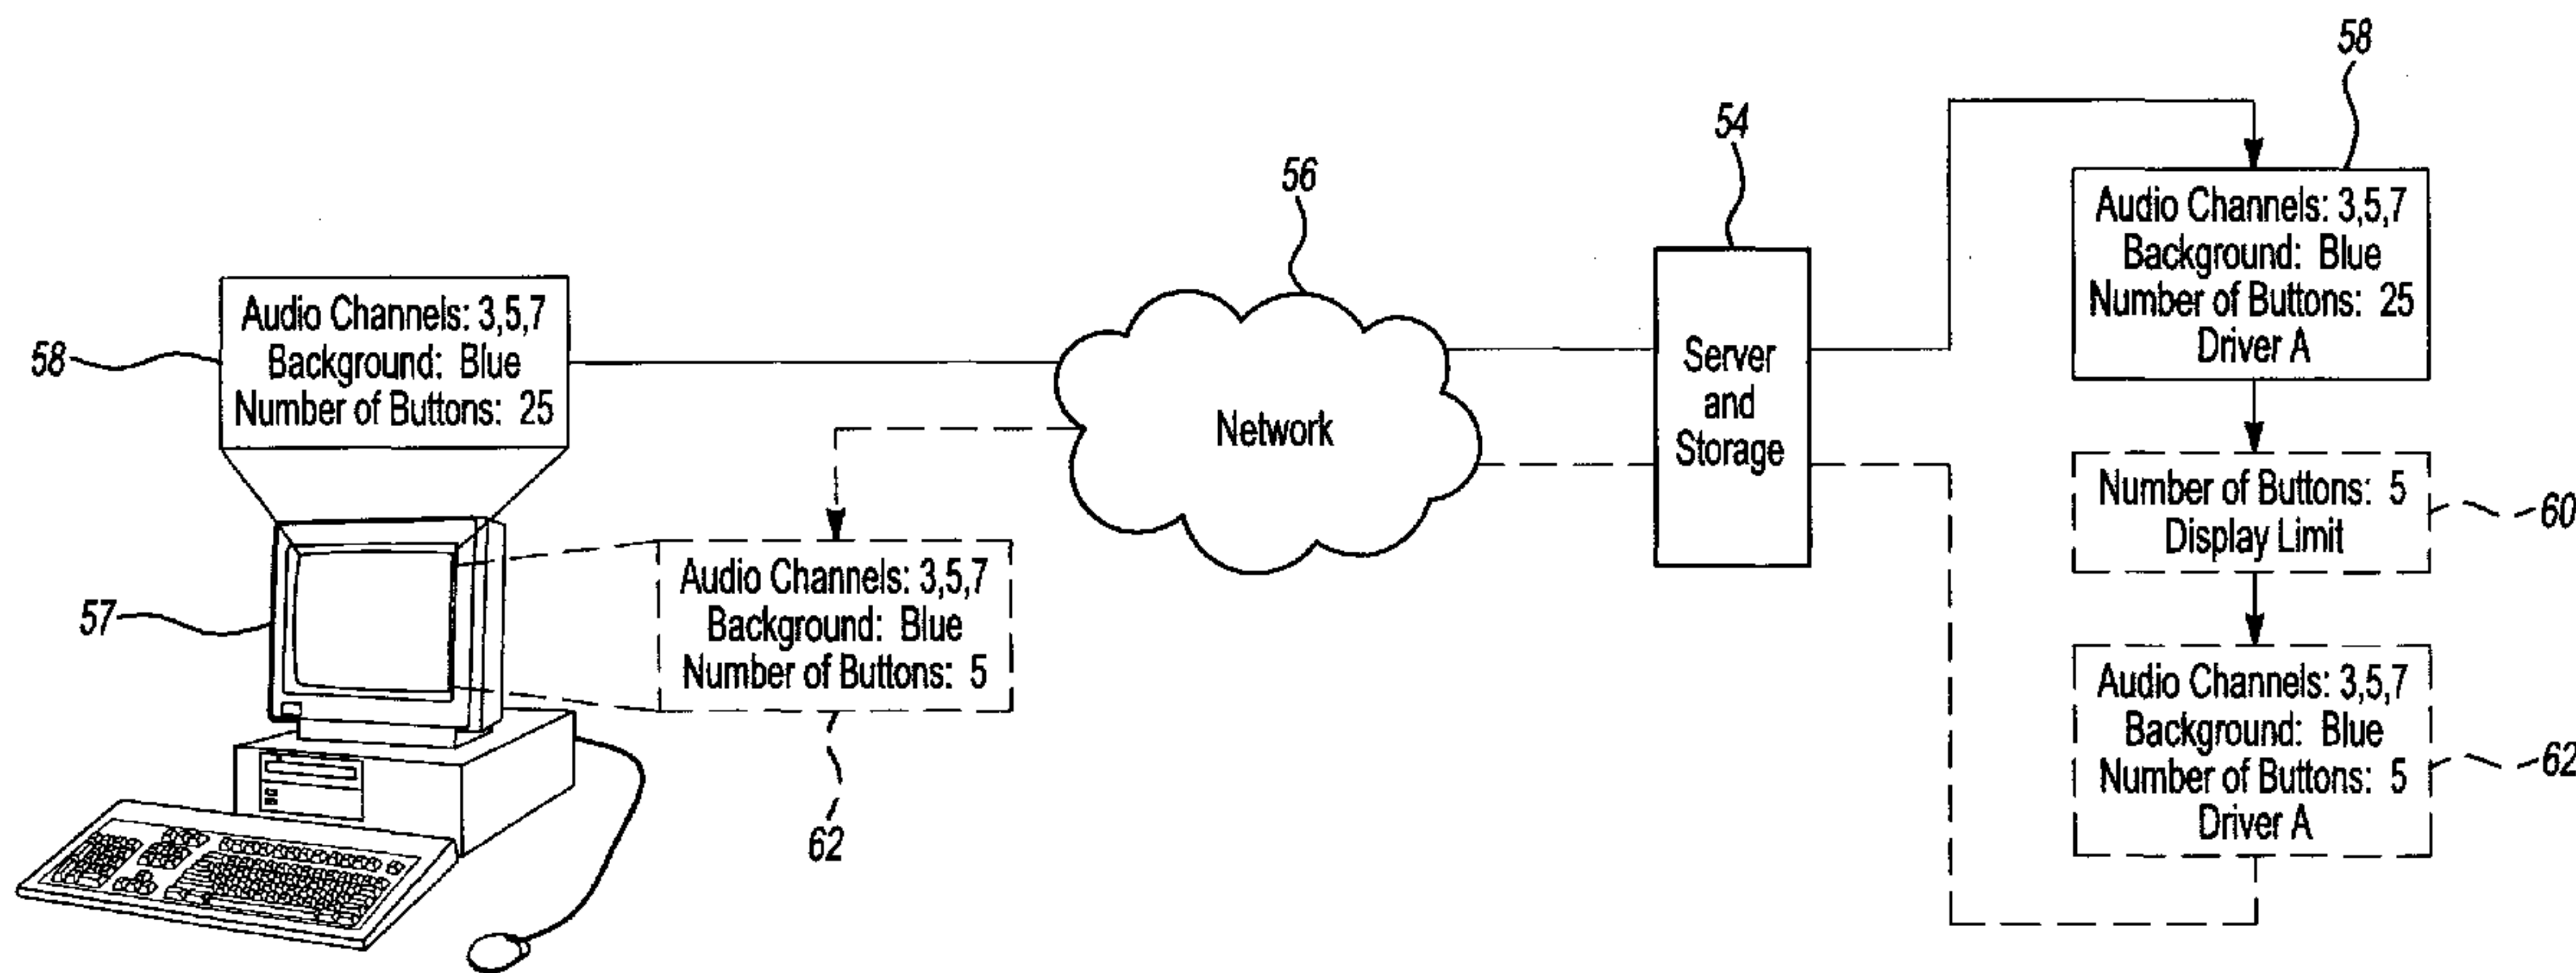 58
54
56
Audio Channels: 3,5,7
Background: Blue
Number of Buttons: 25
Driver A
58
Audio Channels: 3,5,7
Background: Blue
Number of Buttons: 25
Network
Server
and
Storage
Number of Buttons: 5
Display Limit
60
57
Audio Channels: 3,5,7
Background: Blue
Number of Buttons: 5
62
Audio Channels: 3,5,7
Background: Blue
Number of Buttons: 5
Driver A
62